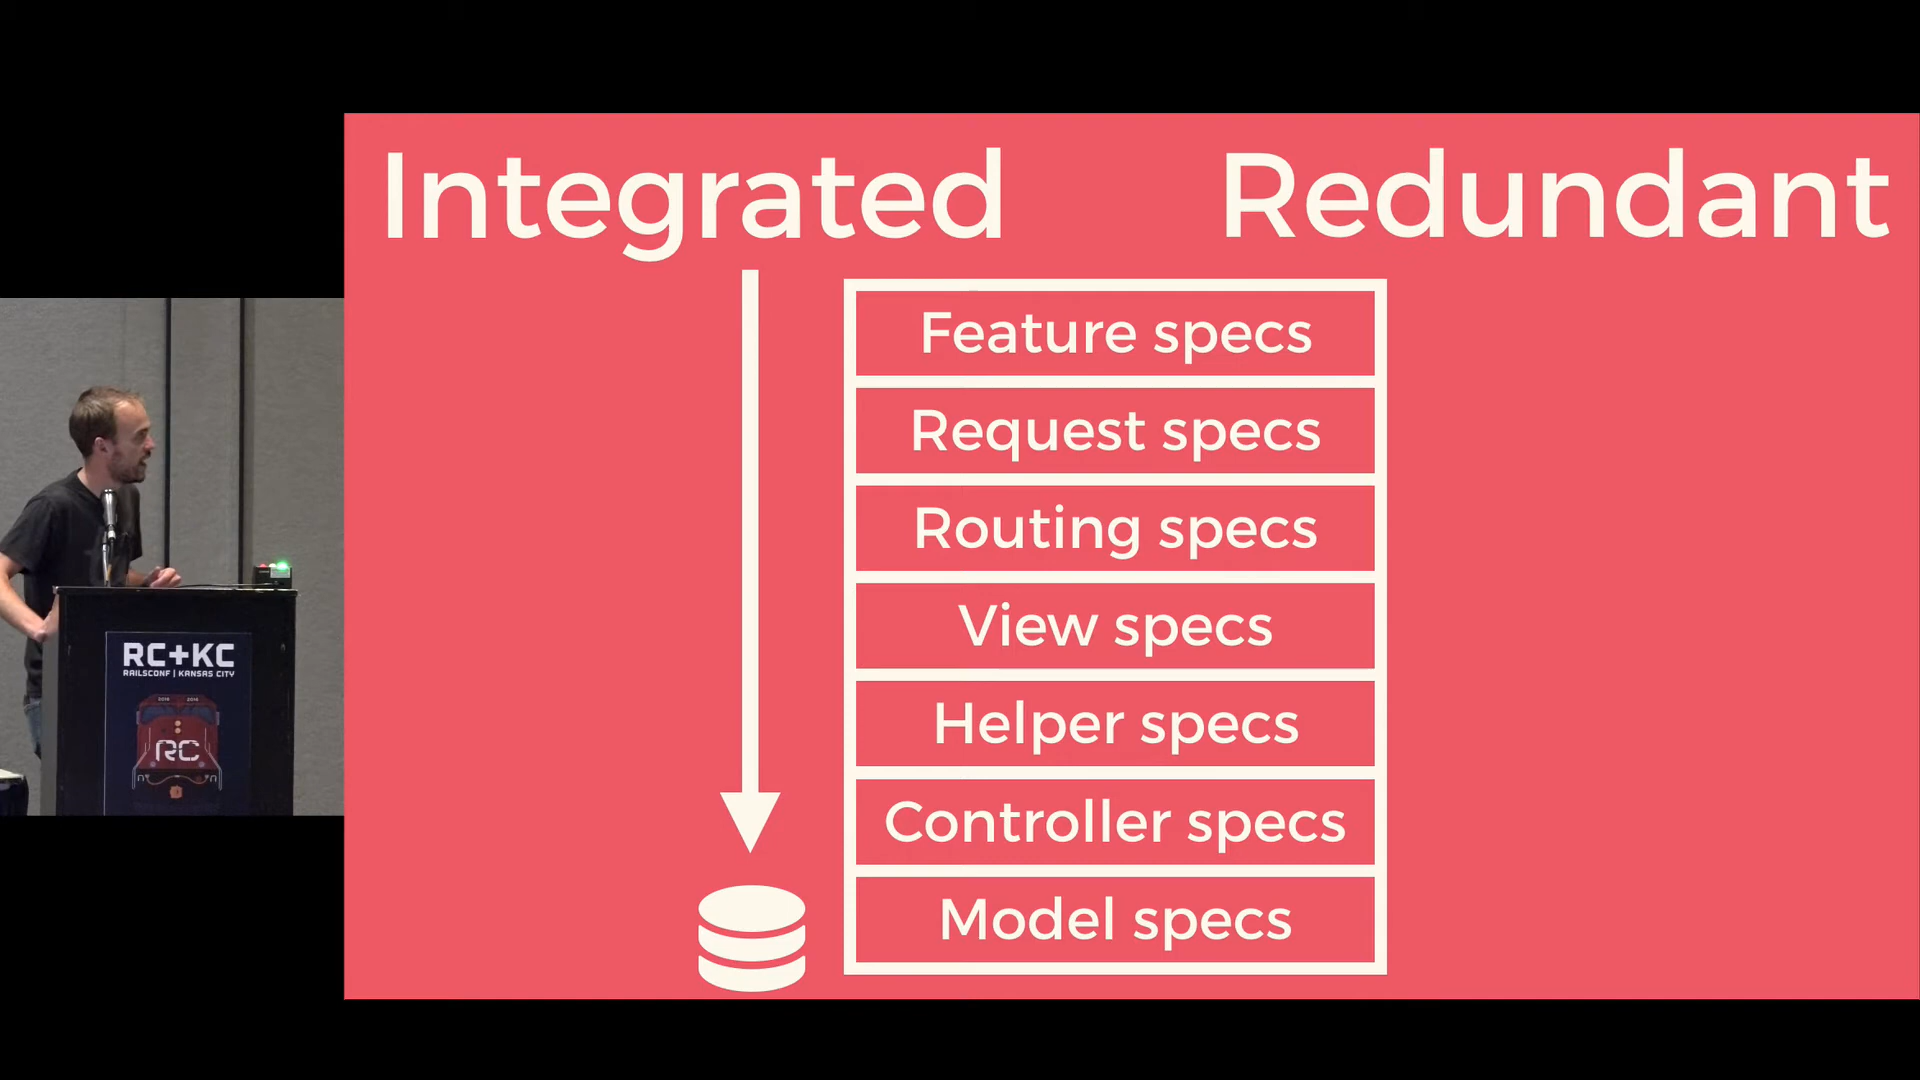 Integrated Redundant
Feature specs
Request specs
Routing specs
View specs
Helper specs
Controller specs
Model specs
RC+KC
RAILSCONF | KANSAS CITY
RC